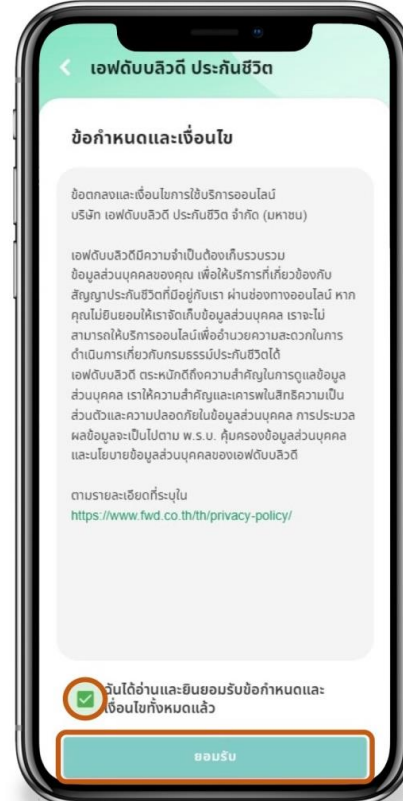 เอฟดับบลิวดี ประกันชีวิต
ข้อกำหนดและเงื่อนไข
ข้อตกลงและเงื่อนไขการใช้บริการออนไลน์
บริษัท เอฟดับบลิวดี ประกันชีวิต จำกัด (มหาชน)
เอฟดับบลิวดีมีความจำเป็นต้องเก็บรวบรวม
ข้อมูลส่วนบุคคลของคุณ เพื่อให้บริการที่เกี่ยวข้องกับ
สัญญาประกันชีวิตที่มีอยู่กับเรา ผ่านช่องทางออนไลน์ หาก
คุณไม่ยินยอมให้เราจัดเก็บข้อมูลส่วนบุคคล เราจะไม่
สามารถให้บริการออนไลน์เพื่ออำนวยความสะดวกในการ
ดำเนินการเกี่ยวกับกรมธรรม์ประกันชีวิตได้
เอฟดับบลิวดี ตระหนักดีถึงความสำคัญในการดูแลข้อมูล
ส่วนบุคคล เราให้ความสำคัญและเคารพในสิทธิความเป็น
ส่วนตัวและความปลอดภัยในข้อมูลส่วนบุคคล การประมวล
ผลข้อมูลจะเป็นไปตาม พ.ร.บ. คุ้มครองข้อมูลส่วนบุคคล
และนโยบายข้อมูลส่วนบุคคลของเอฟดับบลิวดี
ตามรายละเอียดที่ระบุใน
https://www.fwd.co.th/th/privacy-policy/
ฉันได้อ่านและยินยอมรับข้อกำหนดและ
เงื่อนไขทั้งหมดแล้ว
ยอมรับ